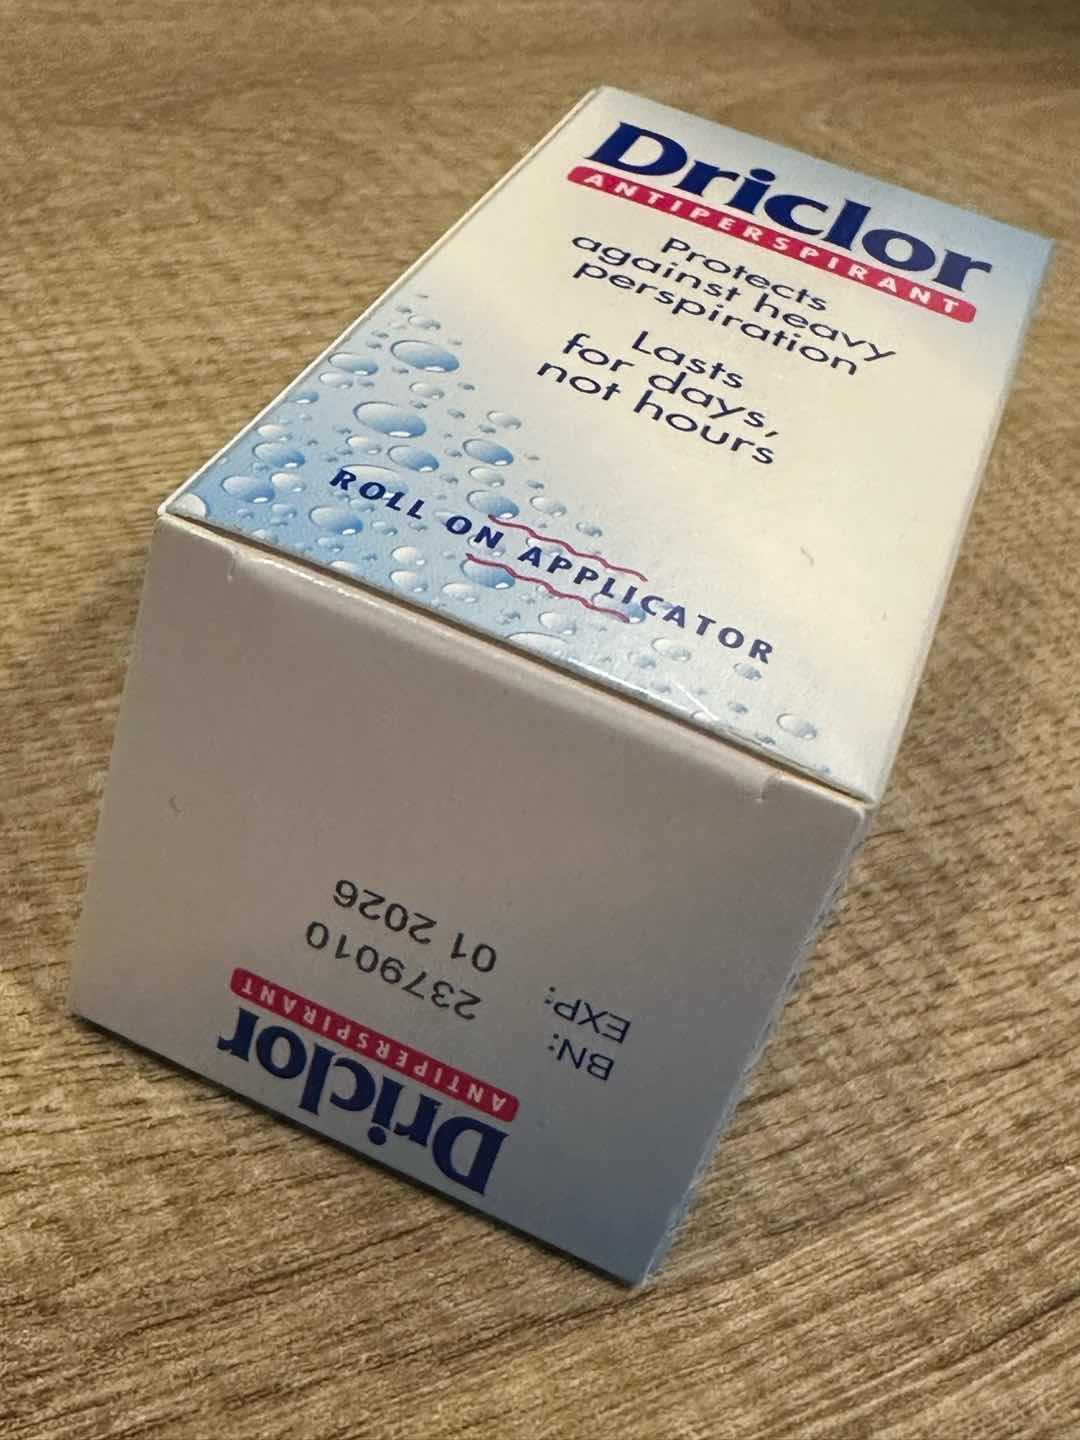 Driclor
ANTIPERSPIRANT
Protects
against heavy
perspiration
Lasts
for days,
not hours
ROLL ON APPLICATOR
Driclor
ANTIPERSPIRANT
BN: 2379010
EXP: 01 2026